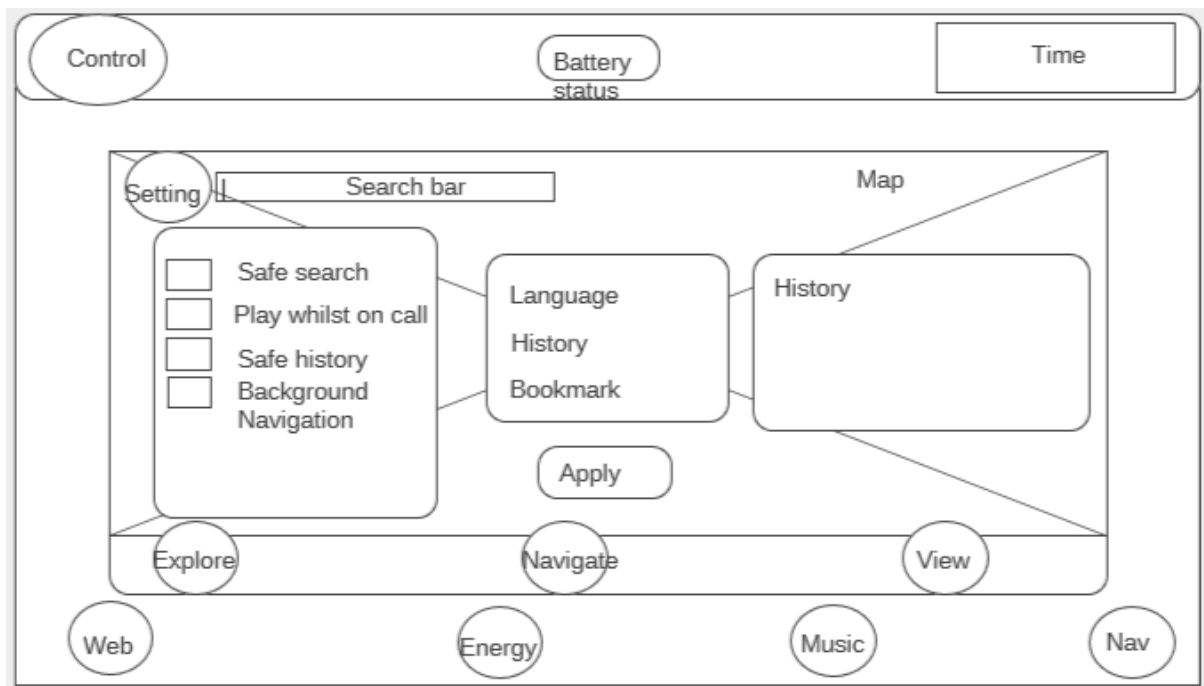 Control
Battery
status
Time
Setting
Search bar
Map
Safe search
Play whilst on call
Safe history
Background
Navigation
Language
History
Bookmark
History
Apply
Explore
Navigate
View
Web
Energy
Music
Nav